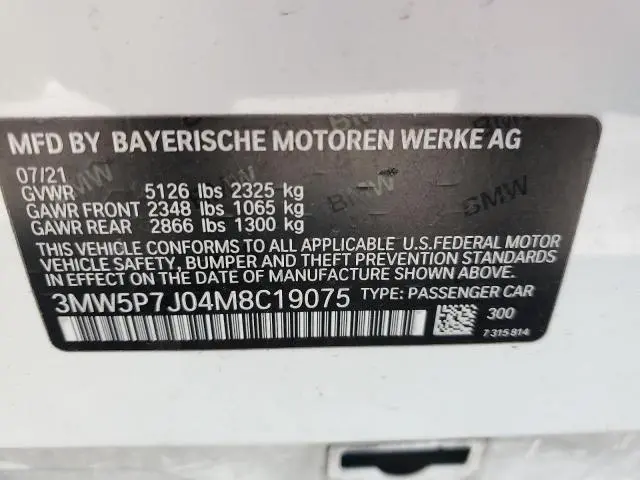 MFD BY BAYERISCHE MOTOREN WERKE AG
07/21
GVWR 5126 lbs 2325 kg
GAWR FRONT 2348 lbs 1065 kg
GAWR REAR 2866 lbs 1300 kg
THIS VEHICLE CONFORMS TO ALL APPLICABLE U.S.FEDERAL MOTOR
VEHICLE SAFETY, BUMPER AND THEFT PREVENTION STANDARDS
IN EFFECT ON THE DATE OF MANUFACTURE SHOWN ABOVE.
3MW5P7J04M8C19075 TYPE: PASSENGER CAR
300
7 315 814
BMW
BMW
BMW